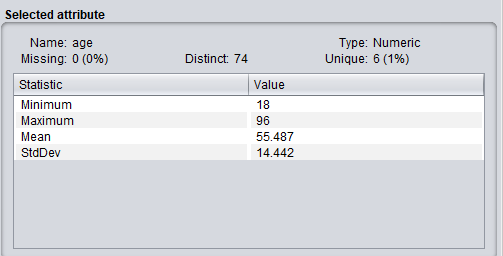 Selected attribute
Name: age Type: Numeric
Missing: 0 (0%) Distinct: 74 Unique: 6 (1%)
Statistic Value
Minimum 18
Maximum 96
Mean 55.487
StdDev 14.442